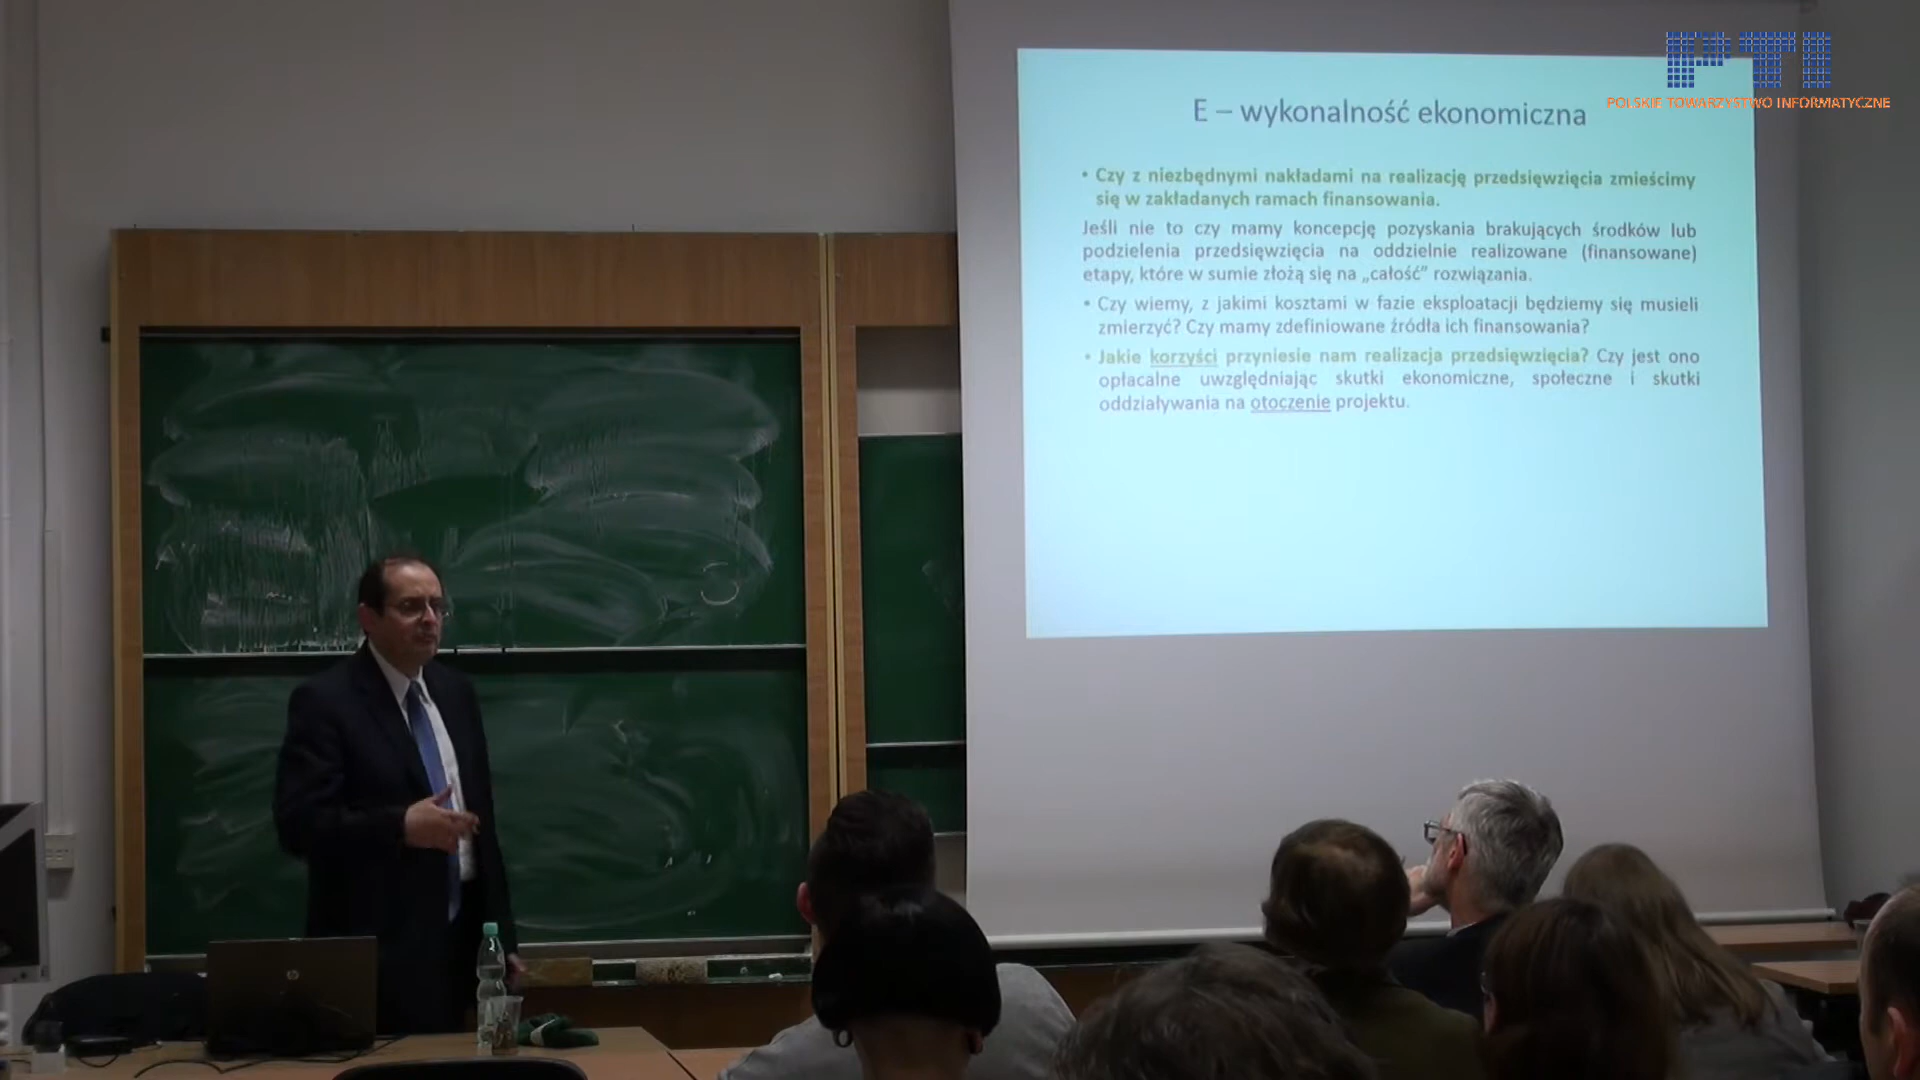 PTI
POLSKIE TOWARZYSTWO INFORMATYCZNE
E – wykonalność ekonomiczna
• Czy z niezbędnymi nakładami na realizację przedsięwzięcia zmieścimy
się w zakładanych ramach finansowania.
Jeśli nie to czy mamy koncepcję pozyskania brakujących środków lub
podzielenia przedsięwzięcia na oddzielnie realizowane (finansowane)
etapy, które w sumie złożą się na „całość” rozwiązania.
• Czy wiemy, z jakimi kosztami w fazie eksploatacji będziemy się musieli
zmierzyć? Czy mamy zdefiniowane źródła ich finansowania?
• Jakie korzyści przyniesie nam realizacja przedsięwzięcia? Czy jest ono
opłacalne uwzględniając skutki ekonomiczne, społeczne i skutki
oddziaływania na otoczenie projektu.
hp